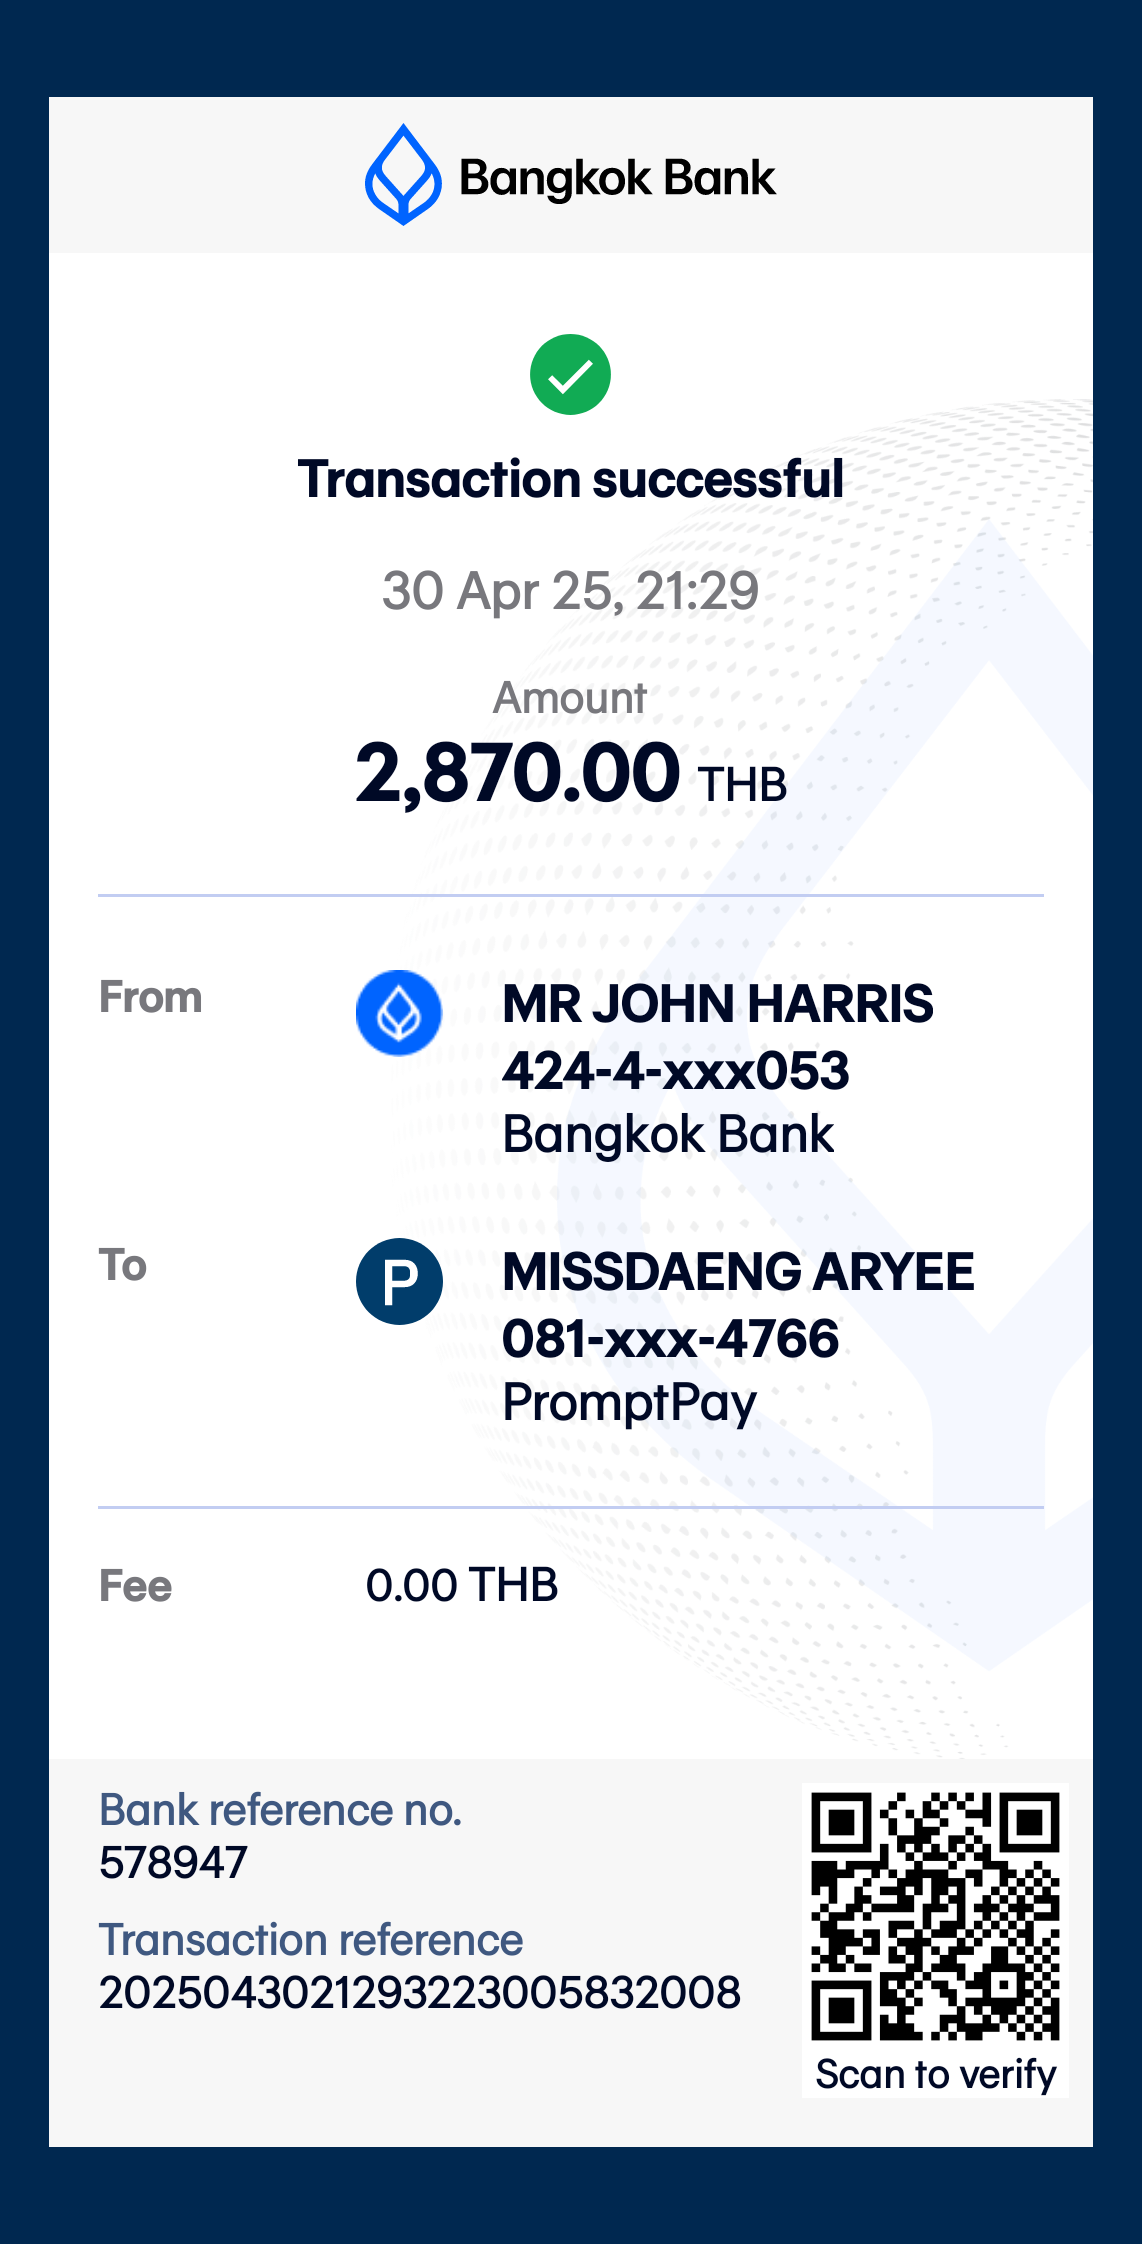 Bangkok Bank
Transaction successful
30 Apr 25, 21:29
Amount
2,870.00 THB
From
MR JOHN HARRIS
424-4-xxx053
Bangkok Bank
To
P
MISSDAENG ARYEE
081-xxx-4766
PromptPay
Fee 0.00 THB
Bank reference no.
578947
Transaction reference
2025043021293223005832008
Scan to verify